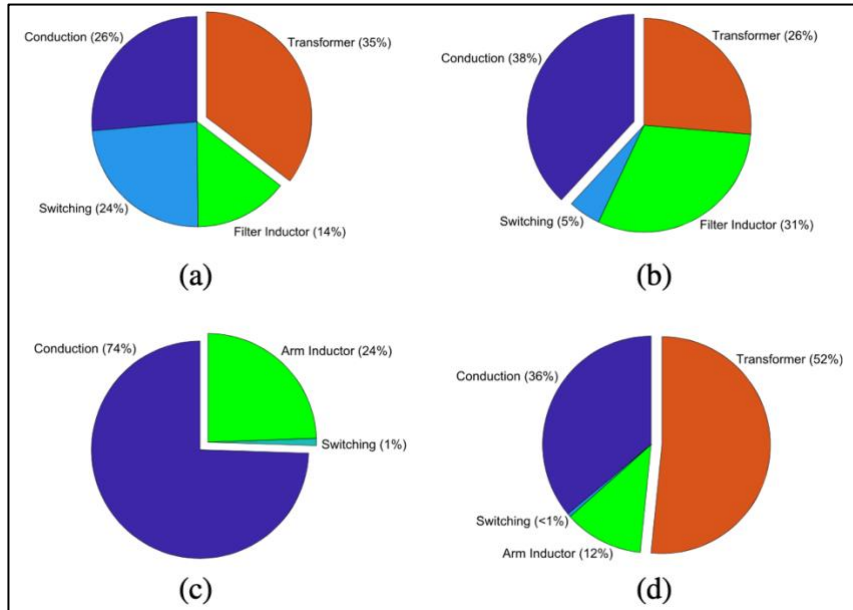 Conduction (26%)
Transformer (35%)
Switching (24%)
Filter Inductor (14%)
(a)
Conduction (38%)
Transformer (26%)
Switching (5%)
Filter Inductor (31%)
(b)
Conduction (74%)
Arm Inductor (24%)
Switching (1%)
(c)
Conduction (36%)
Transformer (52%)
Switching (<1%)
Arm Inductor (12%)
(d)